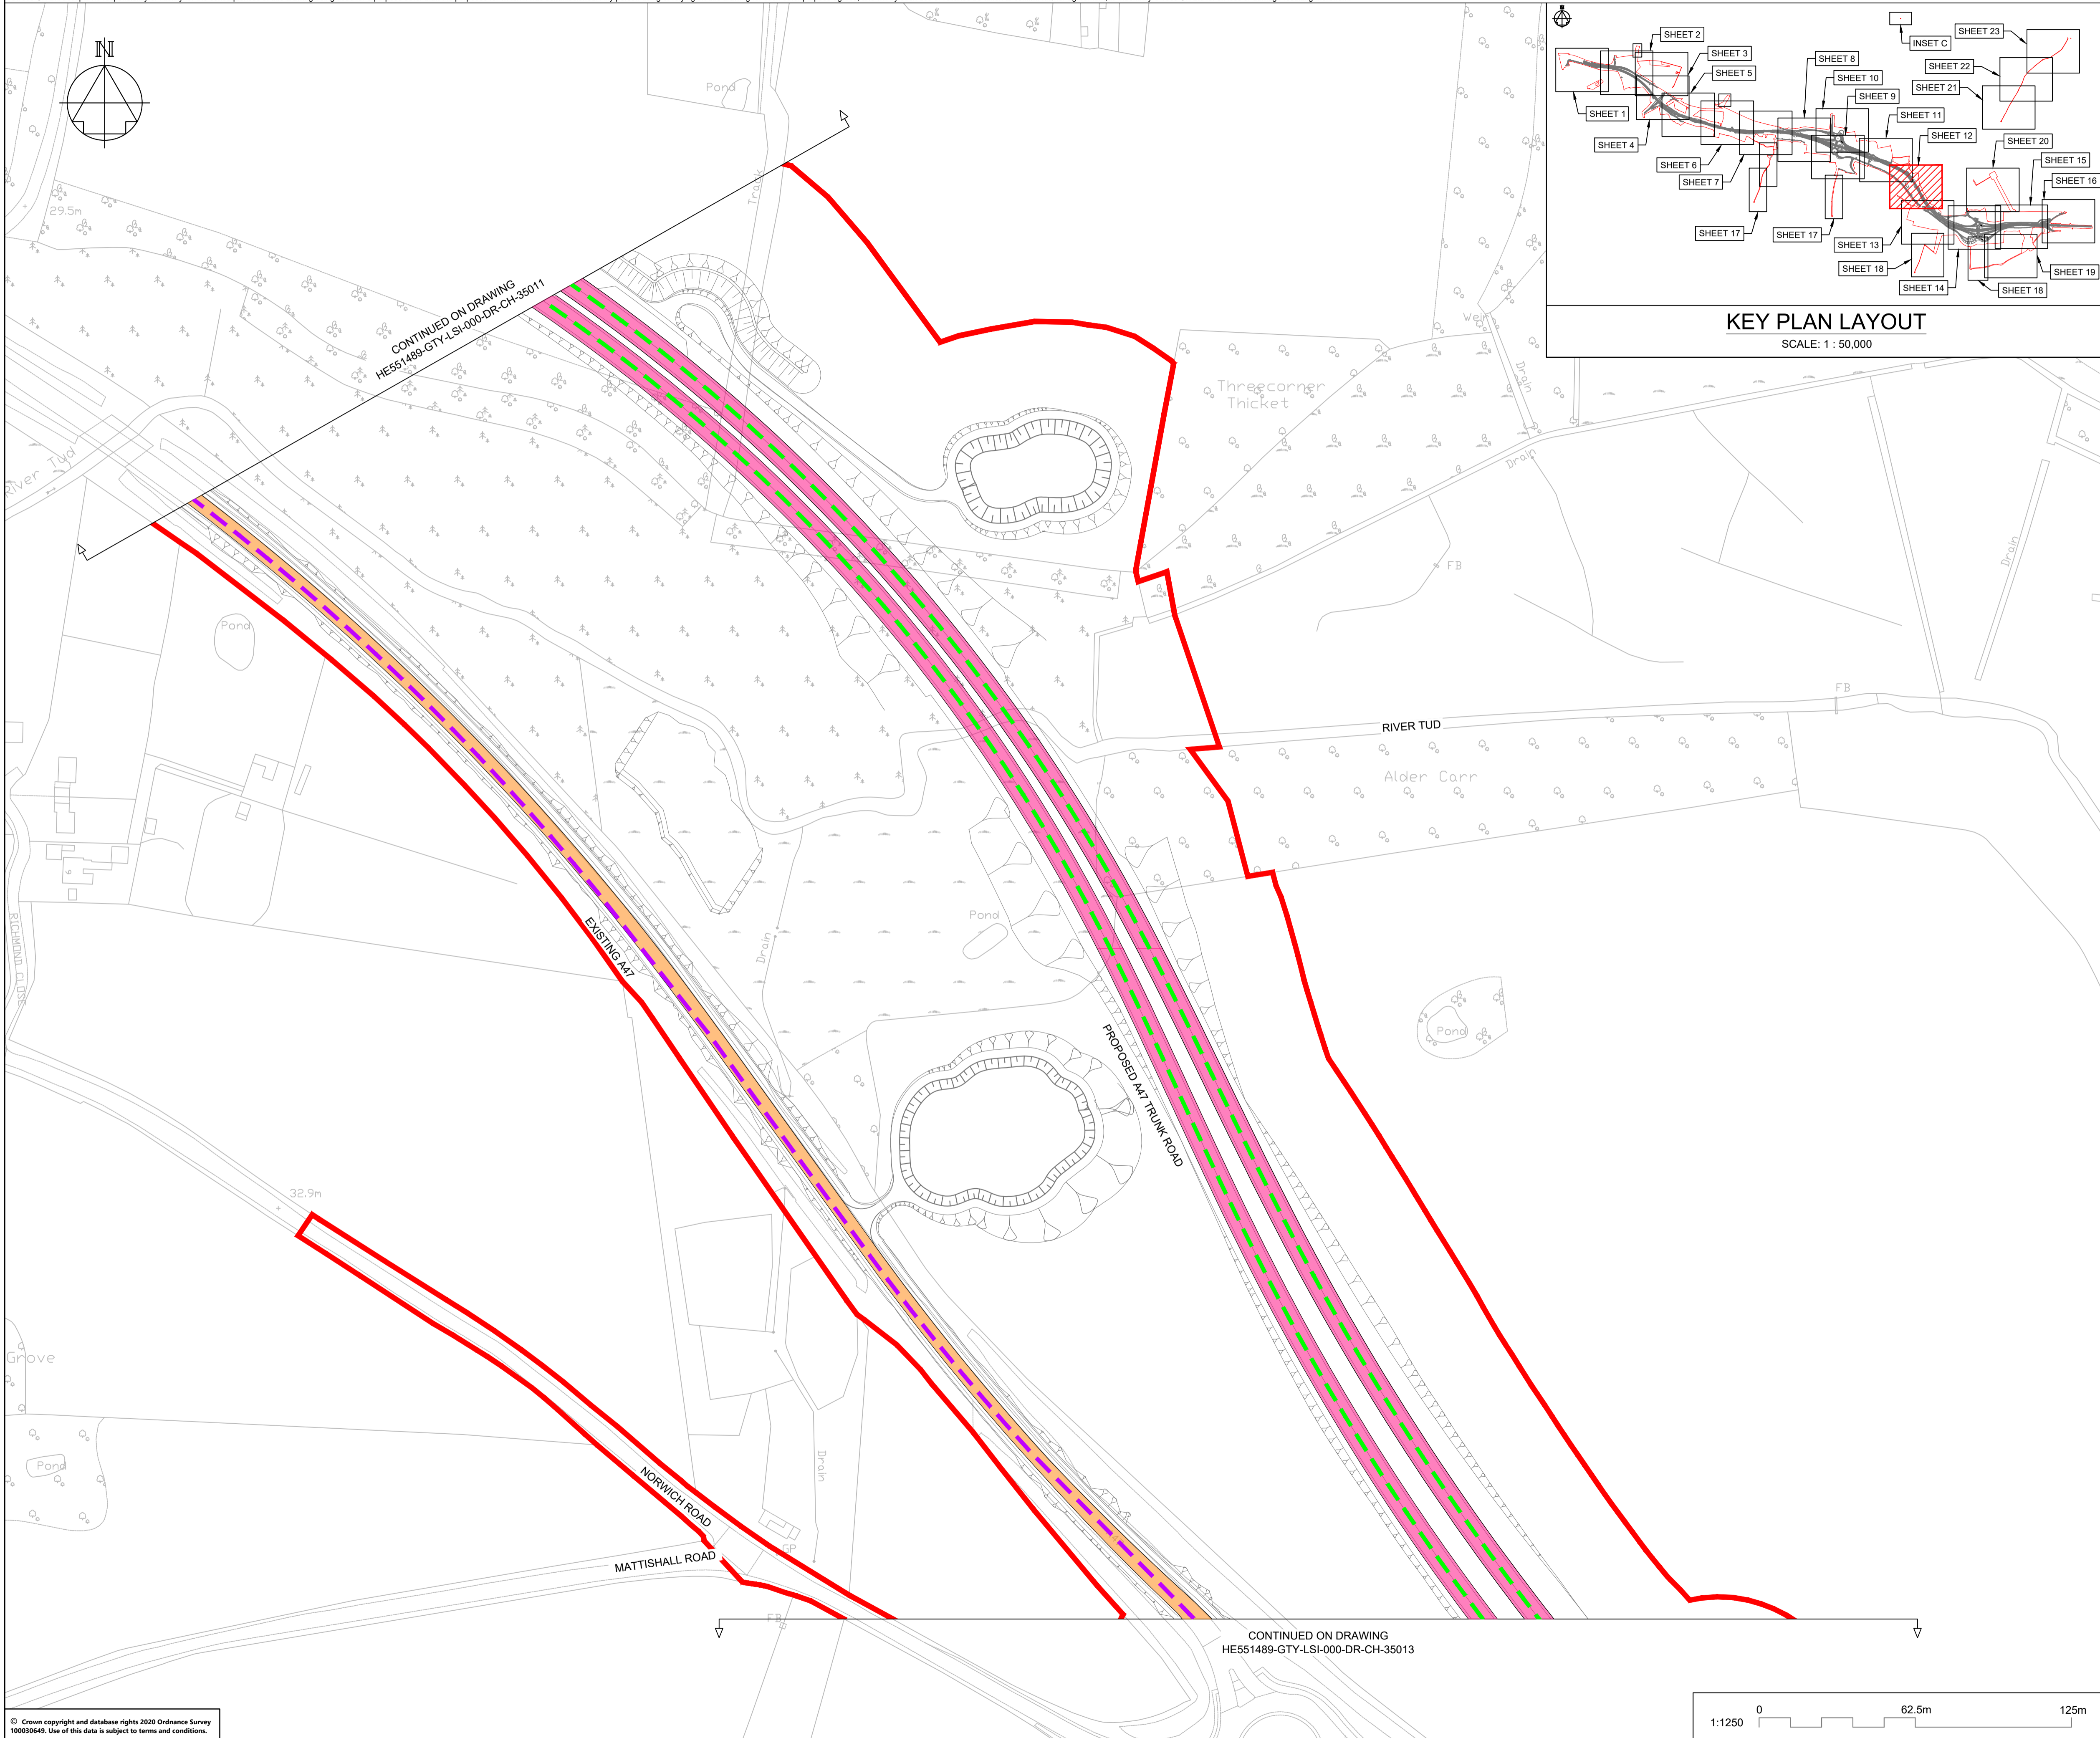 N
Pond
Track
29.5m
CONTINUED ON DRAWING
HE551489-GTY-LSI-000-DR-CH-35011
River Tud
Threecorner
Thicket
Weir
Drain
Drain
FB
Drain
Pond
FB
RIVER TUD
Alder Carr
RICHMOND CLOSE
EXISTING A47
Drain
Pond
PROPOSED A47 TRUNK ROAD
Pond
32.9m
Grove
Pond
NORWICH ROAD
MATTISHALL ROAD
Drain
GP
FB
CONTINUED ON DRAWING
HE551489-GTY-LSI-000-DR-CH-35013
SHEET 1
SHEET 2
SHEET 3
SHEET 5
SHEET 4
SHEET 6
SHEET 7
SHEET 17
SHEET 8
SHEET 10
SHEET 9
SHEET 11
SHEET 12
SHEET 17
SHEET 13
SHEET 18
SHEET 14
SHEET 18
SHEET 19
SHEET 20
SHEET 15
SHEET 16
INSET C
SHEET 23
SHEET 22
SHEET 21
KEY PLAN LAYOUT
SCALE: 1 : 50,000
© Crown copyright and database rights 2020 Ordnance Survey
100030649. Use of this data is subject to terms and conditions.
1:1250
0
62.5m
125m